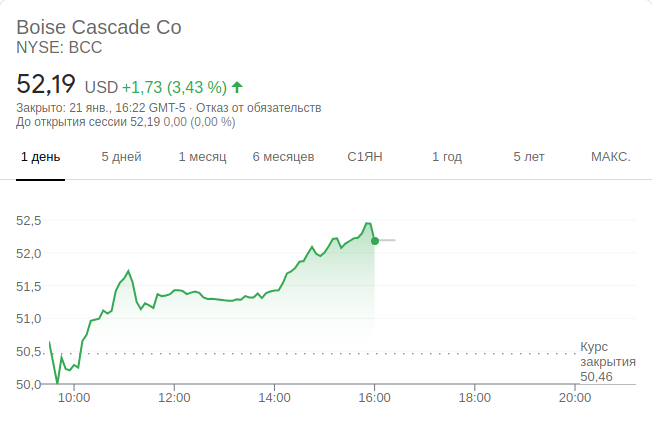 Boise Cascade Co
NYSE: BCC
52,19 USD +1,73 (3,43 %)
Закрыто: 21 янв., 16:22 GMT-5 · Отказ от обязательств
До открытия сессии 52,19 0,00 (0,00 %)
1 день 5 дней 1 месяц 6 месяцев С1ЯН 1 год 5 лет МАКС.
52,5
52,0
51,5
51,0
50,5
50,0
Курс
закрытия
50,46
10:00 12:00 14:00 16:00 18:00 20:00